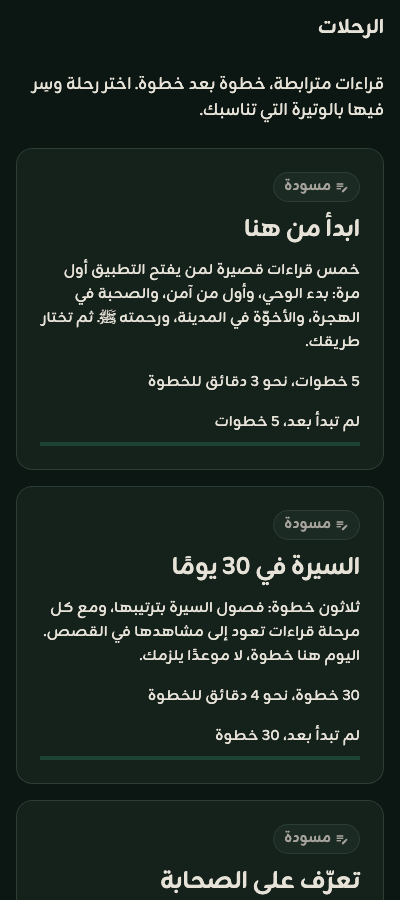 الرحلات
قراءات مترابطة، خطوة بعد خطوة. اختر رحلة وسِر
فيها بالوتيرة التي تناسبك.
مسودة
ابدأ من هنا
خمس قراءات قصيرة لمن يفتح التطبيق أول
مرة: بدء الوحي، وأول من آمن، والصحبة في
الهجرة، والأخوّة في المدينة، ورحمته ﷺ. ثم تختار
طريقك.
5 خطوات، نحو 3 دقائق للخطوة
لم تبدأ بعد، 5 خطوات
مسودة
السيرة في 30 يومًا
ثلاثون خطوة: فصول السيرة بترتيبها، ومع كل
مرحلة قراءات تعود إلى مشاهدها في القصص.
اليوم هنا خطوة، لا موعدًا يلزمك.
30 خطوة، نحو 4 دقائق للخطوة
لم تبدأ بعد، 30 خطوة
مسودة
تعرّف على الصحابة